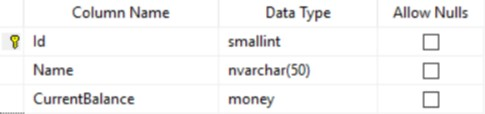 Column Name Data Type Allow Nulls
Id smallint
Name nvarchar(50)
CurrentBalance money